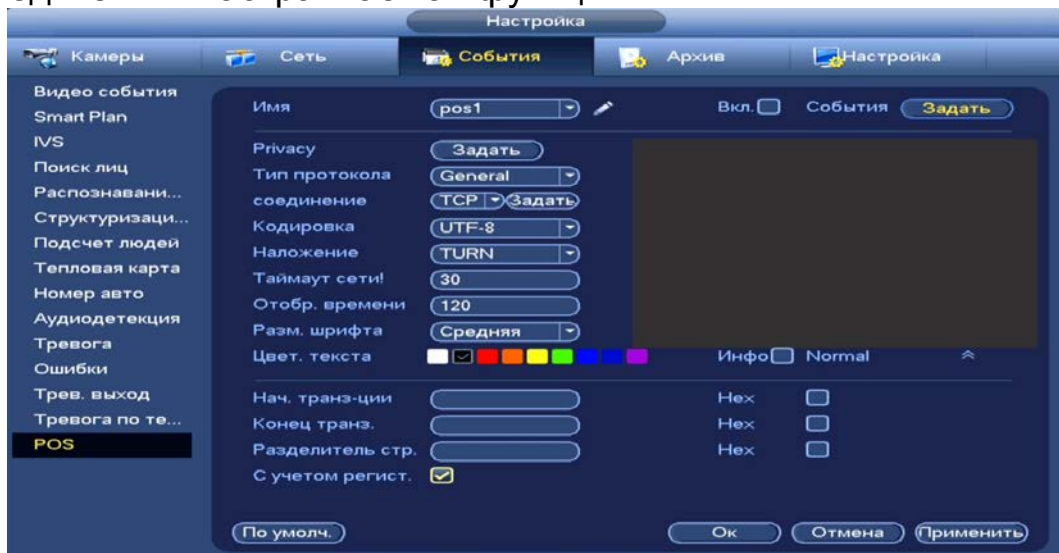 Настройка
Камеры Сеть События Архив Настройка
Видео события
Smart Plan
IVS
Поиск лиц
Распознавани...
Структуризаци...
Подсчет людей
Тепловая карта
Номер авто
Аудиодетекция
Тревога
Ошибки
Трев. выход
Тревога по те...
POS
Имя pos1 Вкл. События Задать
Privacy Задать
Тип протокола General
соединение TCP Задать
Кодировка UTF-8
Наложение TURN
Таймаут сети! 30
Отобр. времени 120
Разм. шрифта Средняя
Цвет. текста Инфо Normal
Нач. транз-ции Hex
Конец транз. Hex
Разделитель стр. Hex
С учетом регист.
По умолч. Ок Отмена Применить